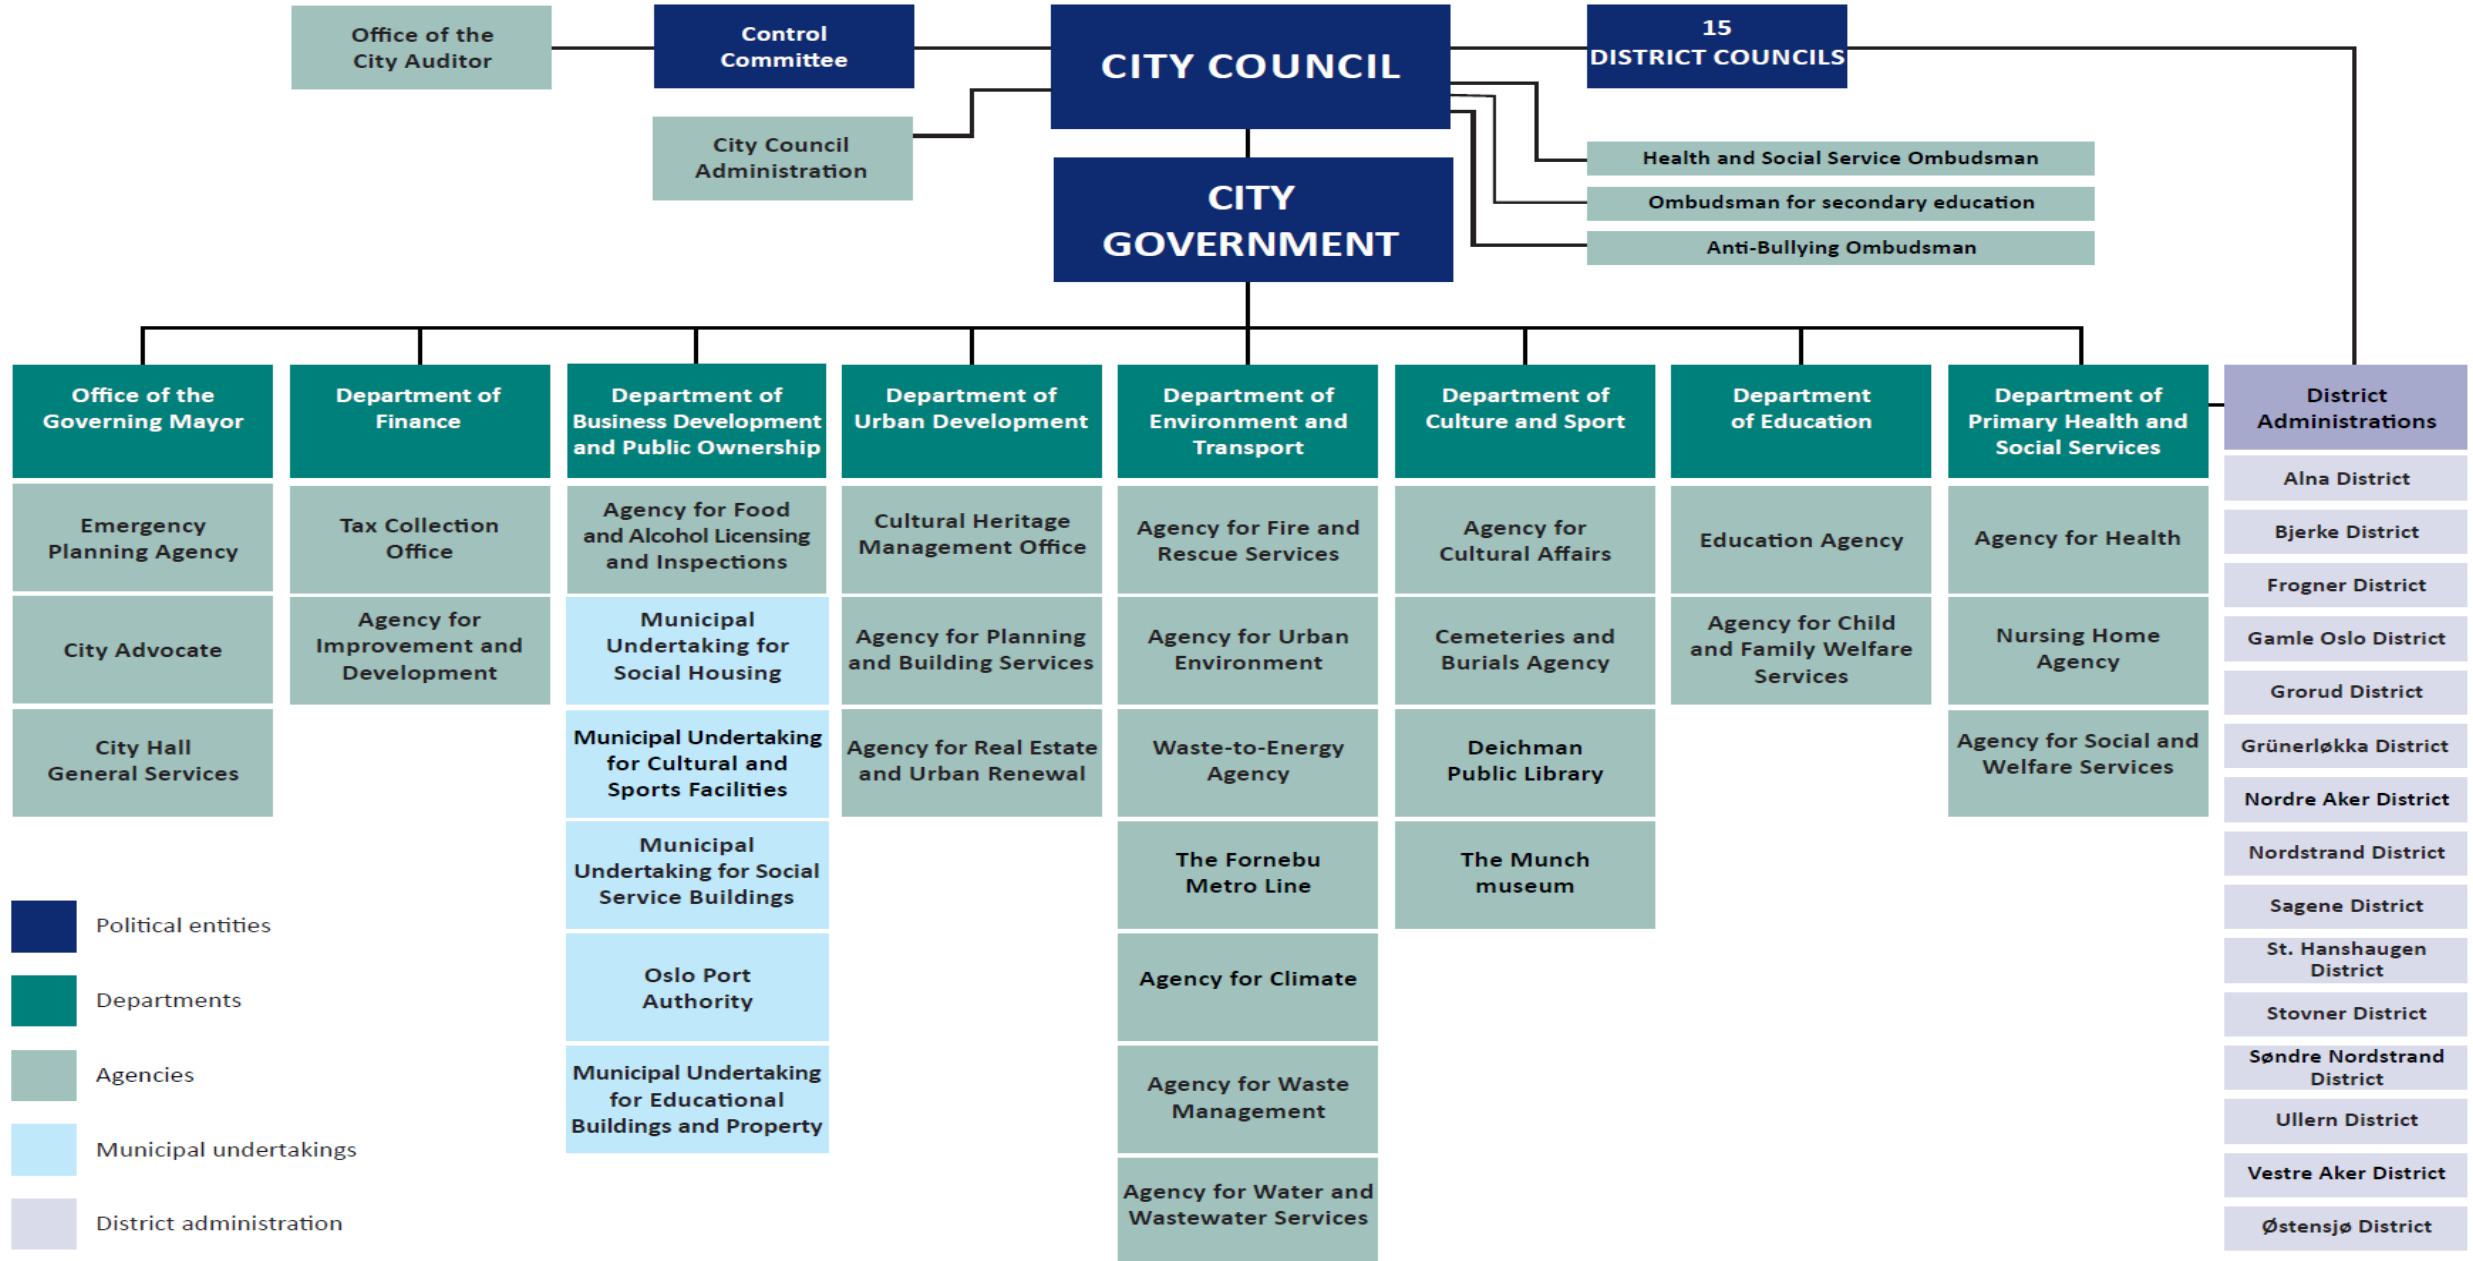 Office of the
City Auditor
Control
Committee
CITY COUNCIL
15
DISTRICT COUNCILS
City Council
Administration
CITY
GOVERNMENT
Health and Social Service Ombudsman
Ombudsman for secondary education
Anti-Bullying Ombudsman
Office of the
Governing Mayor
Emergency
Planning Agency
City Advocate
City Hall
General Services
Department of
Finance
Tax Collection
Office
Agency for
Improvement and
Development
Department of
Business Development
and Public Ownership
Agency for Food
and Alcohol Licensing
and Inspections
Municipal
Undertaking for
Social Housing
Municipal Undertaking
for Cultural and
Sports Facilities
Municipal
Undertaking for Social
Service Buildings
Oslo Port
Authority
Municipal Undertaking
for Educational
Buildings and Property
Department of
Urban Development
Cultural Heritage
Management Office
Agency for Planning
and Building Services
Agency for Real Estate
and Urban Renewal
Department of
Environment and
Transport
Agency for Fire and
Rescue Services
Agency for Urban
Environment
Waste-to-Energy
Agency
The Fornebu
Metro Line
Agency for Climate
Agency for Waste
Management
Agency for Water and
Wastewater Services
Department of
Culture and Sport
Agency for
Cultural Affairs
Cemeteries and
Burials Agency
Deichman
Public Library
The Munch
museum
Department
of Education
Education Agency
Agency for Child
and Family Welfare
Services
Department of
Primary Health and
Social Services
Agency for Health
Nursing Home
Agency
Agency for Social and
Welfare Services
District
Administrations
Alna District
Bjerke District
Frogner District
Gamle Oslo District
Grorud District
Grünerløkka District
Nordre Aker District
Nordstrand District
Sagene District
St. Hanshaugen
District
Stovner District
Søndre Nordstrand
District
Ullern District
Vestre Aker District
Østensjø District
Political entities
Departments
Agencies
Municipal undertakings
District administration